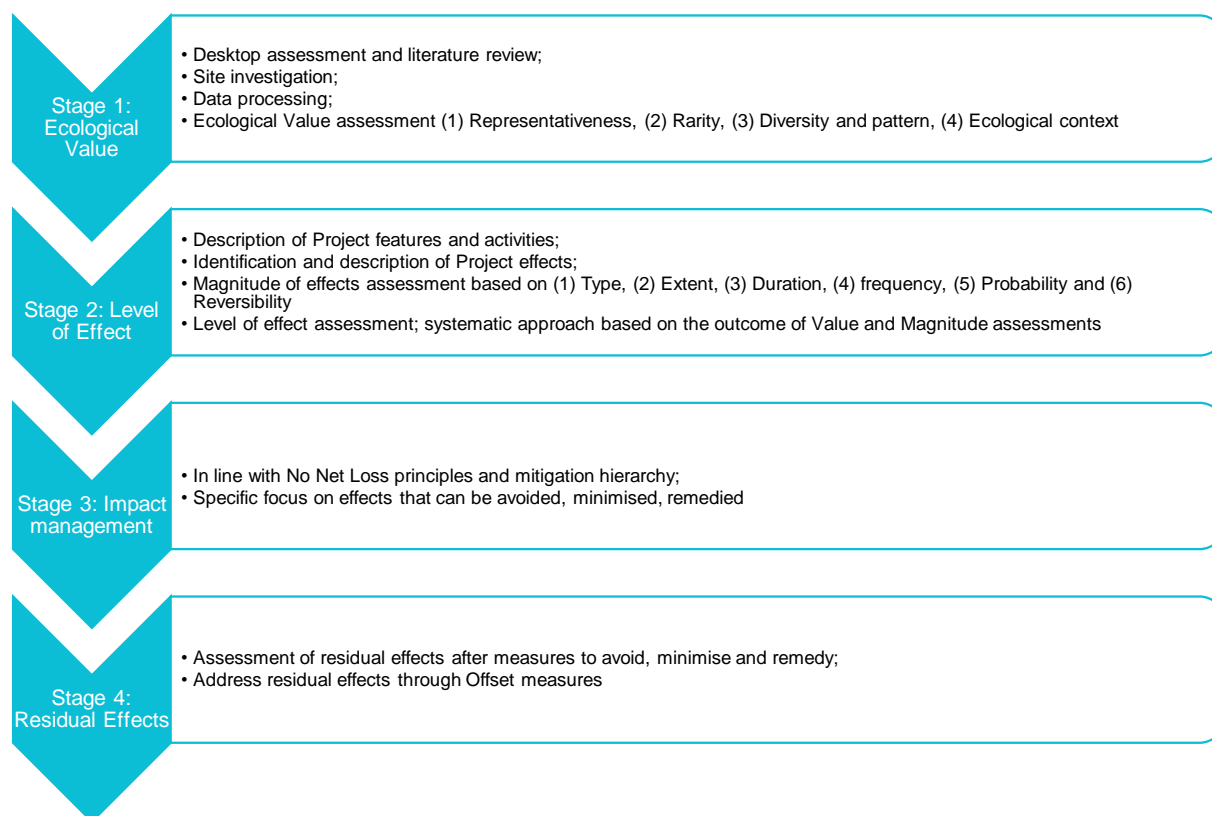 Stage 1:
Ecological
Value
• Desktop assessment and literature review;
• Site investigation;
• Data processing;
• Ecological Value assessment (1) Representativeness, (2) Rarity, (3) Diversity and pattern, (4) Ecological context
Stage 2: Level
of Effect
• Description of Project features and activities;
• Identification and description of Project effects;
• Magnitude of effects assessment based on (1) Type, (2) Extent, (3) Duration, (4) frequency, (5) Probability and (6)
Reversibility
• Level of effect assessment; systematic approach based on the outcome of Value and Magnitude assessments
Stage 3: Impact
management
• In line with No Net Loss principles and mitigation hierarchy;
• Specific focus on effects that can be avoided, minimised, remedied
Stage 4:
Residual Effects
• Assessment of residual effects after measures to avoid, minimise and remedy;
• Address residual effects through Offset measures